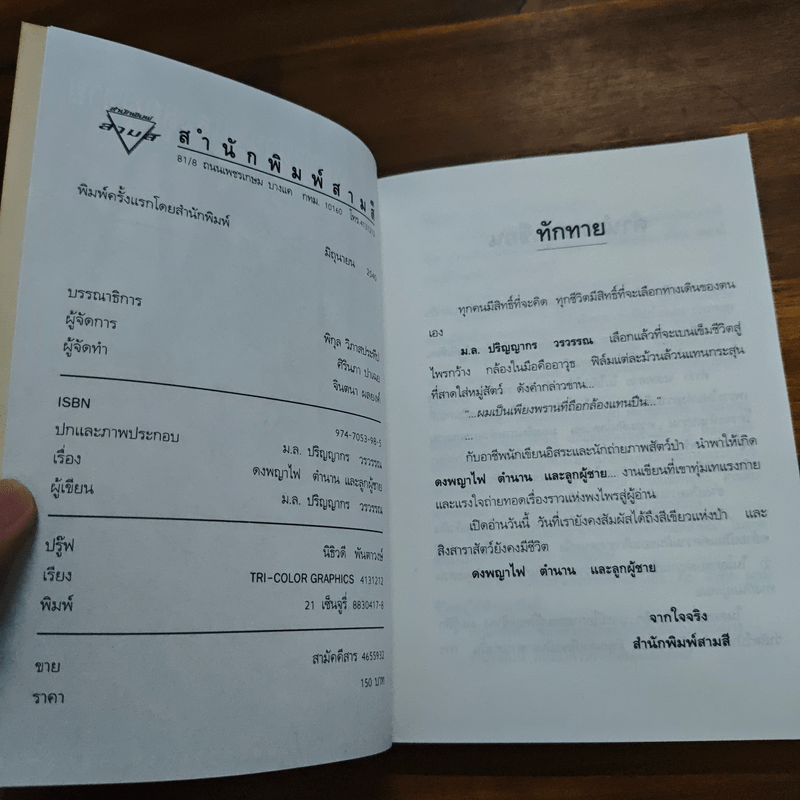 สำนักพิมพ์
สามสี
สำนักพิมพ์สามสี
81/8 ถนนเพชรเกษม บางแค กทม. 10160
พิมพ์ครั้งแรกโดยสำนักพิมพ์
มิถุนายน 2540
บรรณาธิการ
ผู้จัดการ
พิกุล วิภาสประทีป
ผู้จัดทำ
ศิรินภา
จินตนา ผลยงค์
ISBN
974-7053-98-5
ปกและภาพประกอบ
ม.ล. ปริญญากร วรวรรณ
เรื่อง
ดงพญาไฟ ตำนาน และลูกผู้ชาย
ผู้เขียน
ม.ล. ปริญญากร วรวรรณ
ปรู๊ฟ
นิธิวดี พันตาวงษ์
เรียง
TRI-COLOR GRAPHICS 4131212
พิมพ์
21 เซ็นจูรี่ 8830417-8
ขาย
สามัคคีสาร 4655932
ราคา
150 บาท
ทักทาย
ทุกคนมีสิทธิ์ที่จะคิด ทุกชีวิตมีสิทธิ์ที่จะเลือกทางเดินของตน
เอง
ม.ล. ปริญญากร วรวรรณ เลือกแล้วที่จะเบนเข็มชีวิตสู่
ไพรกว้าง กล้องในมือคืออาวุธ ฟิล์มแต่ละม้วนล้วนแทนกระสุน
ที่สาดใส่หมู่สัตว์ ดังคำกล่าวขาน...
"...ผมเป็นเพียงพรานที่ถือกล้องแทนปืน..."
...
กับอาชีพนักเขียนอิสระและนักถ่ายภาพสัตว์ป่า นำพาให้เกิด
ดงพญาไฟ ตำนาน และลูกผู้ชาย... งานเขียนที่เขาทุ่มเทแรงกาย
และแรงใจถ่ายทอดเรื่องราวแห่งพงไพรสู่ผู้อ่าน
เปิดอ่านวันนี้ วันที่เรายังคงสัมผัสได้ถึงสีเขียวแห่งป่า และ
สิงสาราสัตว์ยังคงมีชีวิต
ดงพญาไฟ ตำนาน และลูกผู้ชาย
จากใจจริง
สำนักพิมพ์สามสี